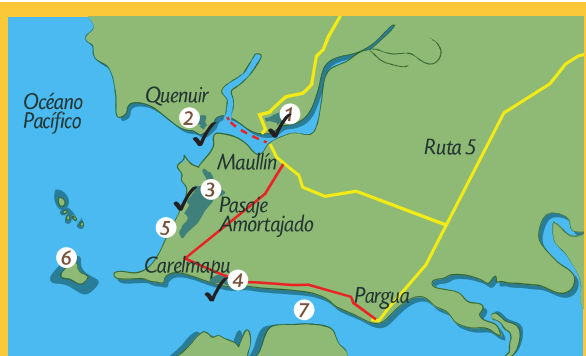 Quenuir
Océano
Pacífico
2
1
Ruta 5
Maullín
3
Pasaje
Amortajado
5
6
Carelmapu
4
7
Pargua